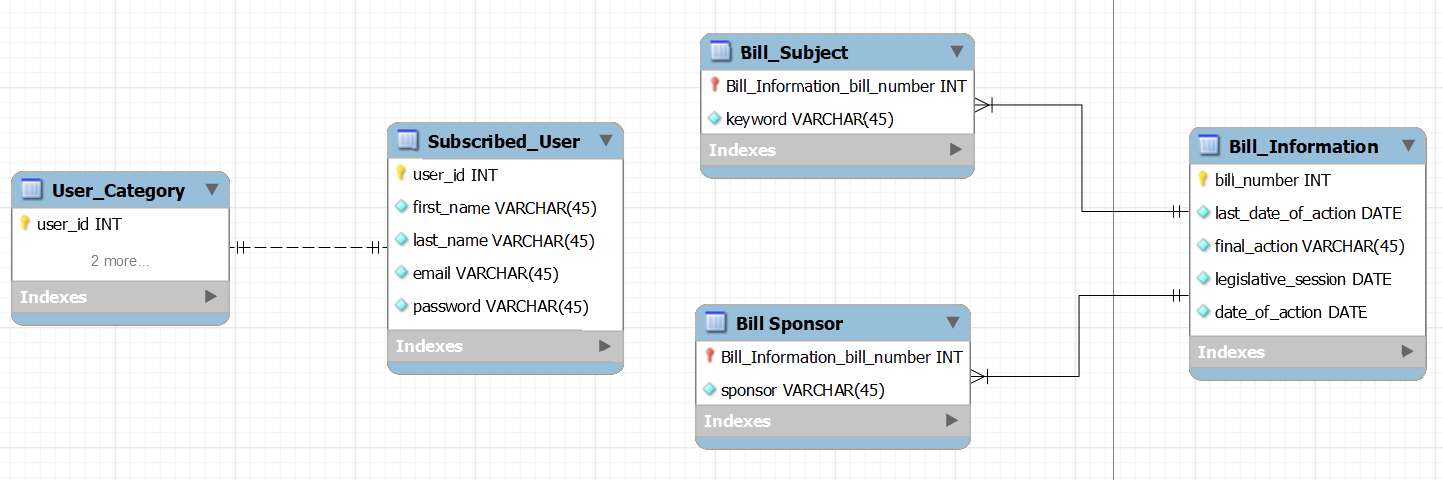 User_Category
user_id INT
2 more...
Indexes
Subscribed_User
user_id INT
first_name VARCHAR(45)
last_name VARCHAR(45)
email VARCHAR(45)
password VARCHAR(45)
Indexes
Bill_Subject
Bill_Information_bill_number INT
keyword VARCHAR(45)
Indexes
Bill Sponsor
Bill_Information_bill_number INT
sponsor VARCHAR(45)
Indexes
Bill_Information
bill_number INT
last_date_of_action DATE
final_action VARCHAR(45)
legislative_session DATE
date_of_action DATE
Indexes